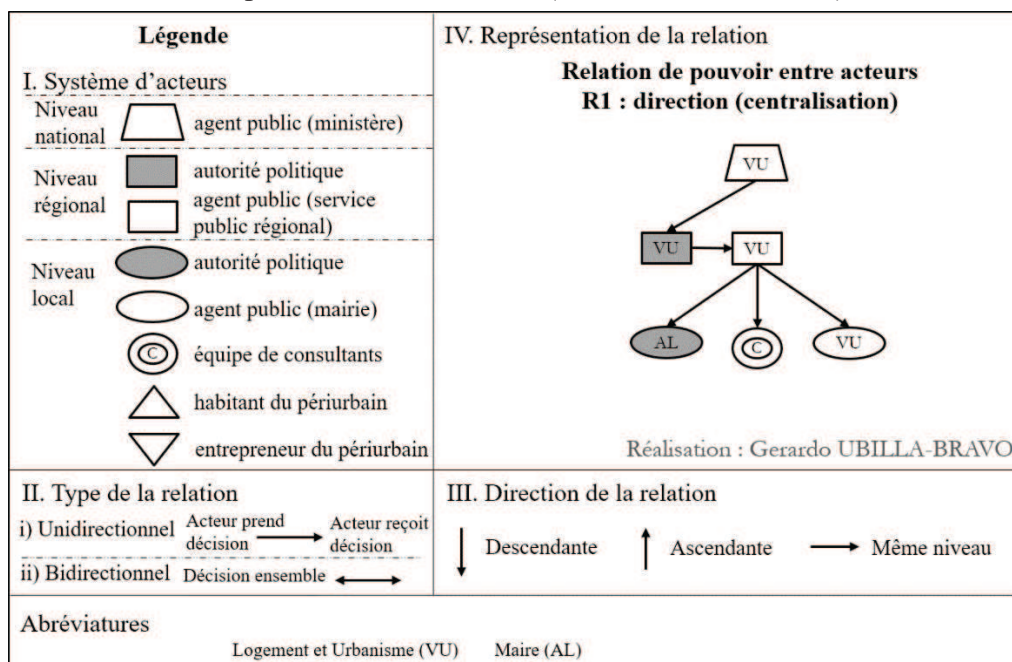 Légende
I. Système d'acteurs
Niveau
national
agent public (ministère)
Niveau
régional
autorité politique
agent public (service
public régional)
Niveau
local
autorité politique
agent public (mairie)
C
équipe de consultants
habitant du périurbain
entrepreneur du périurbain
IV. Représentation de la relation
Relation de pouvoir entre acteurs
R1 : direction (centralisation)
VU
VU
VU
AL
C
VU
Réalisation : Gerardo UBILLA-BRAVO
II. Type de la relation
i) Unidirectionnel
Acteur prend
décision
Acteur reçoit
décision
ii) Bidirectionnel
Décision ensemble
III. Direction de la relation
Descendante
Ascendante
Même niveau
Abréviatures
Logement et Urbanisme (VU)
Maire (AL)